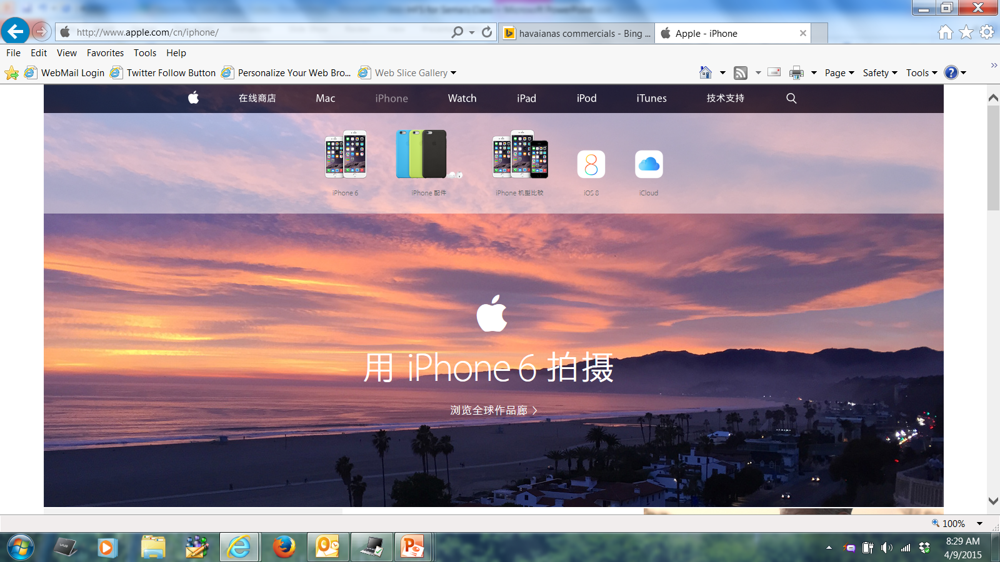 http://www.apple.com/cn/iphone/
havaianas commercials - Bing ...
Apple - iPhone
File Edit View Favorites Tools Help
WebMail Login Twitter Follow Button Personalize Your Web Bro... Web Slice Gallery Page Safety Tools
在线商店 Mac iPhone Watch iPad iPod iTunes 技术支持
8
iPhone 6 iPhone 配件 iPhone 机型比较 iOS 8 iCloud
用 iPhone 6 拍摄
浏览全球作品廊
100%
8:29 AM
4/9/2015